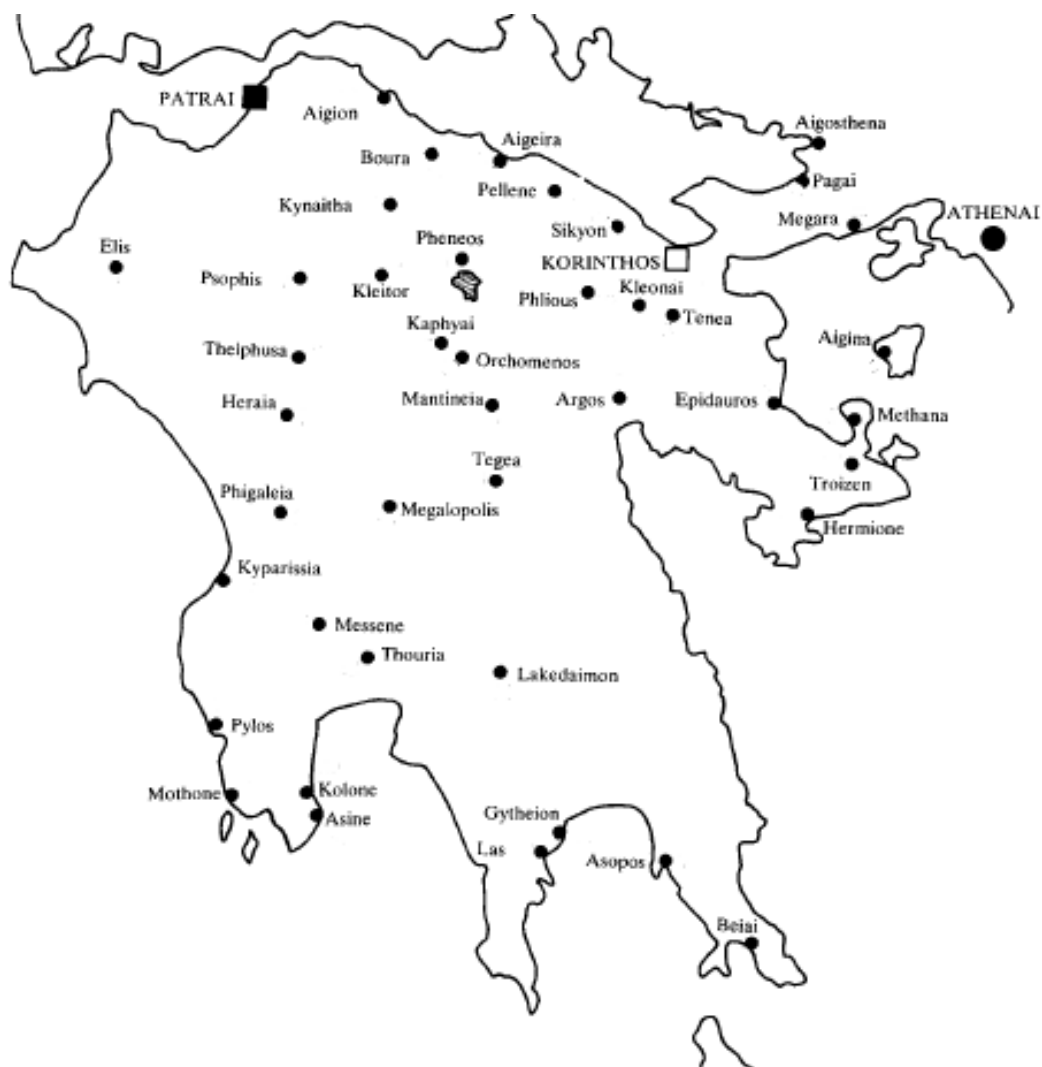 PATRAI
Aigion
Aigosthena
Boura
Aigeira
Pellene
Pagai
Kynaitha
Megara
ATHENAI
Sikyon
Pheneos
Elis
KORINTHOS
Psophis
Kleitor
Phlious
Kleonai
Tenea
Kaphyai
Aigina
Thelphusa
Orchomenos
Heraia
Mantineia
Argos
Epidauros
Methana
Tegea
Troizen
Phigaleia
Megalopolis
Hermione
Kyparissia
Messene
Thouria
Lakedaimon
Pylos
Mothone
Kolone
Asine
Gytheion
Las
Asopos
Beiai